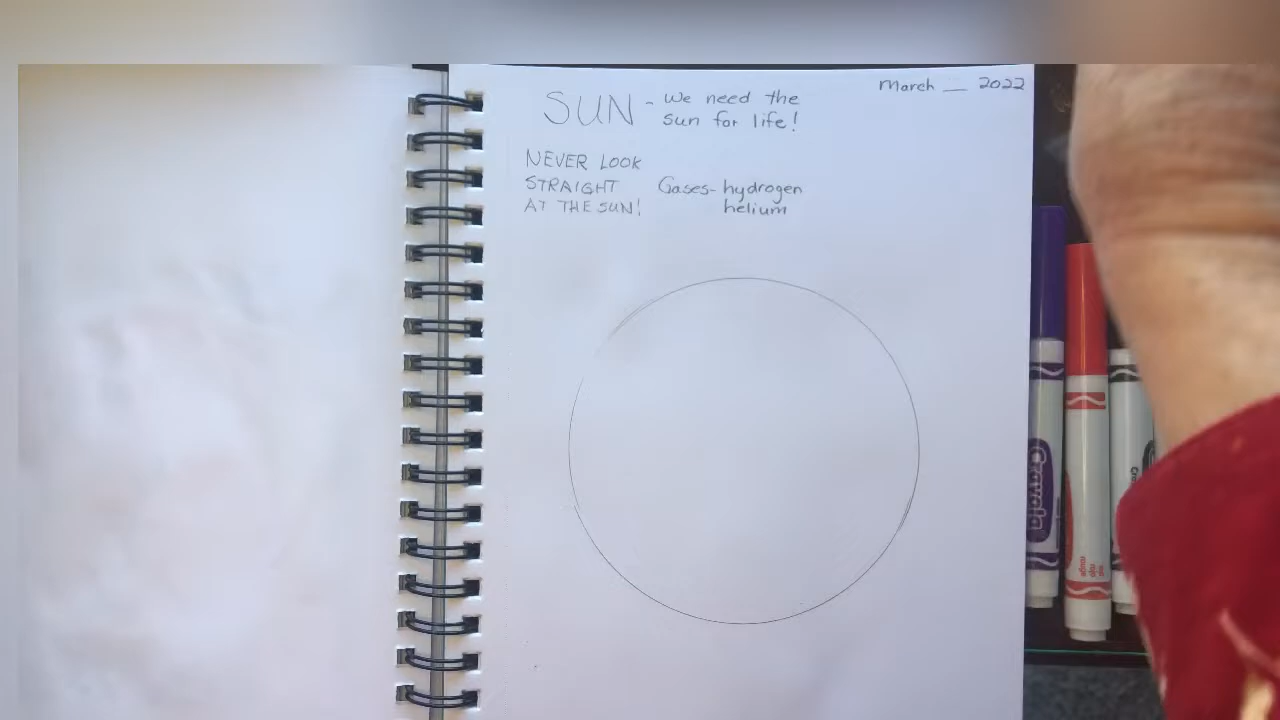 March __ 2022
SUN - We need the
sun for life!
NEVER LOOK
STRAIGHT
AT THE SUN!
Gases- hydrogen
helium
Crayola